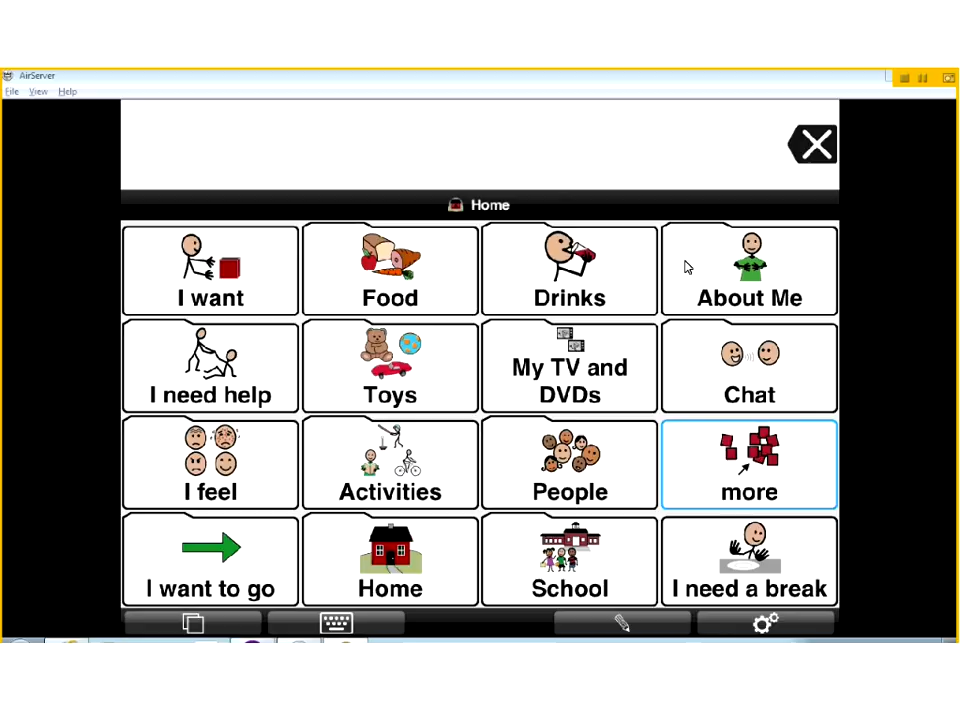 AirServer
File View Help
Home
I want
Food
Drinks
About Me
I need help
Toys
My TV and
DVDs
Chat
I feel
Activities
People
more
I want to go
Home
School
I need a break